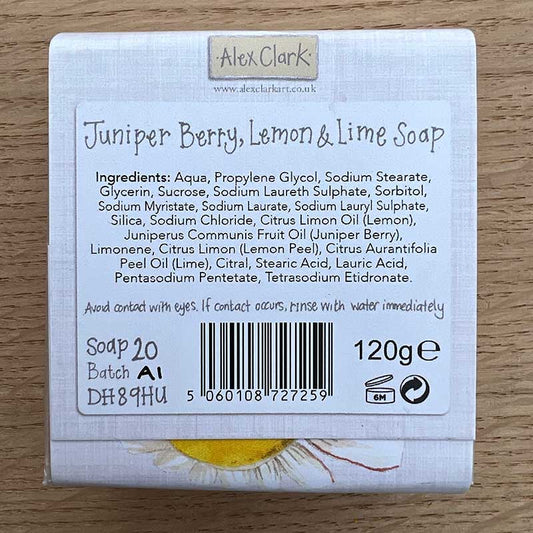 Alex Clark
www.alexclarkart.co.uk
Juniper Berry, Lemon & Lime Soap
Ingredients: Aqua, Propylene Glycol, Sodium Stearate,
Glycerin, Sucrose, Sodium Laureth Sulphate, Sorbitol,
Sodium Myristate, Sodium Laurate, Sodium Lauryl Sulphate,
Silica, Sodium Chloride, Citrus Limon Oil (Lemon),
Juniperus Communis Fruit Oil (Juniper Berry),
Limonene, Citrus Limon (Lemon Peel), Citrus Aurantifolia
Peel Oil (Lime), Citral, Stearic Acid, Lauric Acid,
Pentasodium Pentetate, Tetrasodium Etidronate.
Avoid contact with eyes. If contact occurs, rinse with water immediately
Soap 20
Batch A1
DH89HU
5 060108 727259
120g e
6M